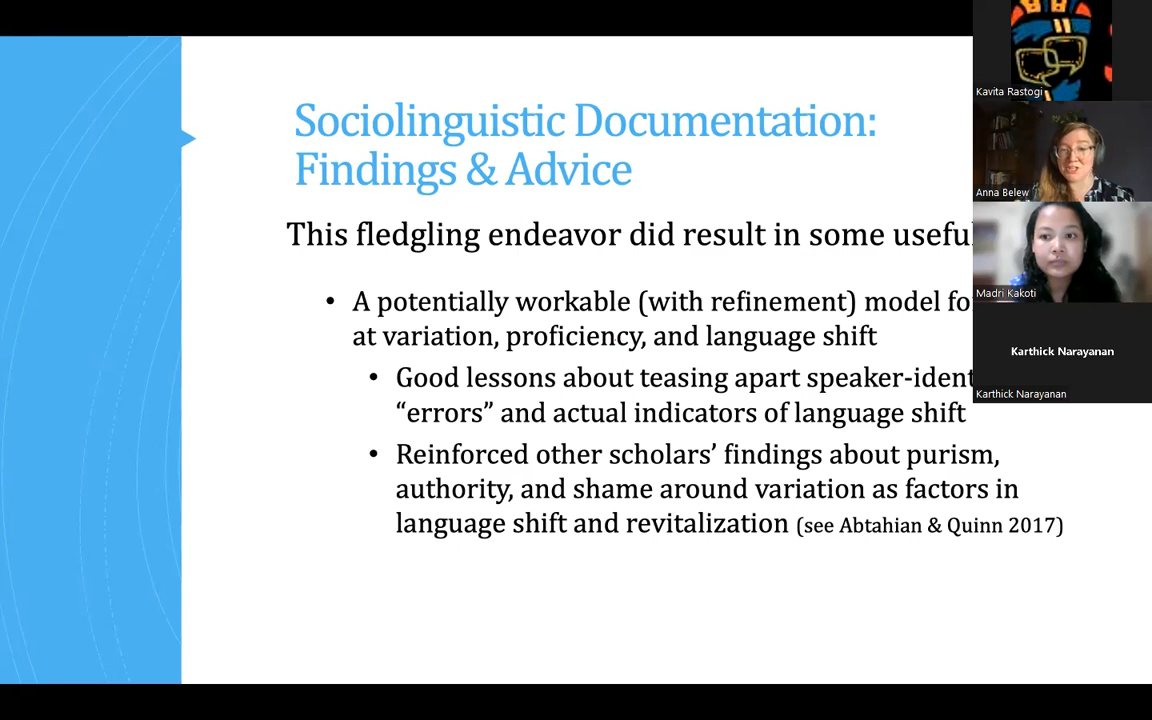 Sociolinguistic Documentation:
Findings & Advice
This fledgling endeavor did result in some useful
• A potentially workable (with refinement) model fo
at variation, proficiency, and language shift
• Good lessons about teasing apart speaker-ident
“errors” and actual indicators of language shift
• Reinforced other scholars’ findings about purism,
authority, and shame around variation as factors in
language shift and revitalization (see Abtahian & Quinn 2017)
Kavita Rastogi
Anna Belew
Madri Kakoti
Karthick Narayanan
Karthick Narayanan